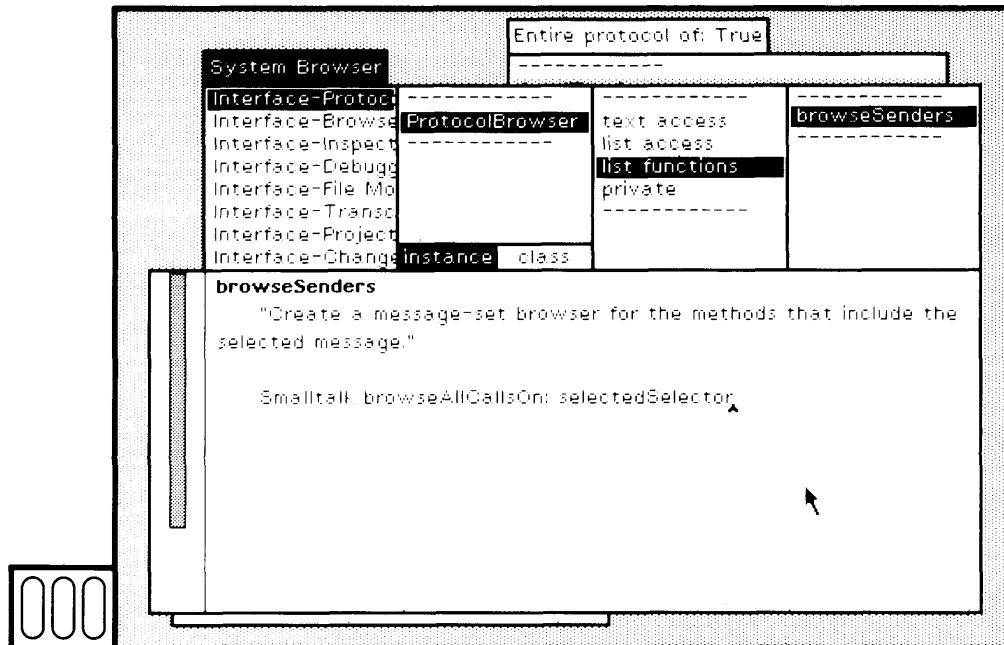 Entire protocol of: True
------------
System Browser
Interface-Protoco
Interface-Browse
Interface-Inspect
Interface-Debugg
Interface-File Mo
Interface-Transc
Interface-Project
Interface-Change
------------
ProtocolBrowser
------------
instance
class
------------
text access
list access
list functions
private
------------
------------
browseSenders
------------
browseSenders
"Create a message-set browser for the methods that include the
selected message."
Smalltalk browseAllCallsOn: selectedSelector